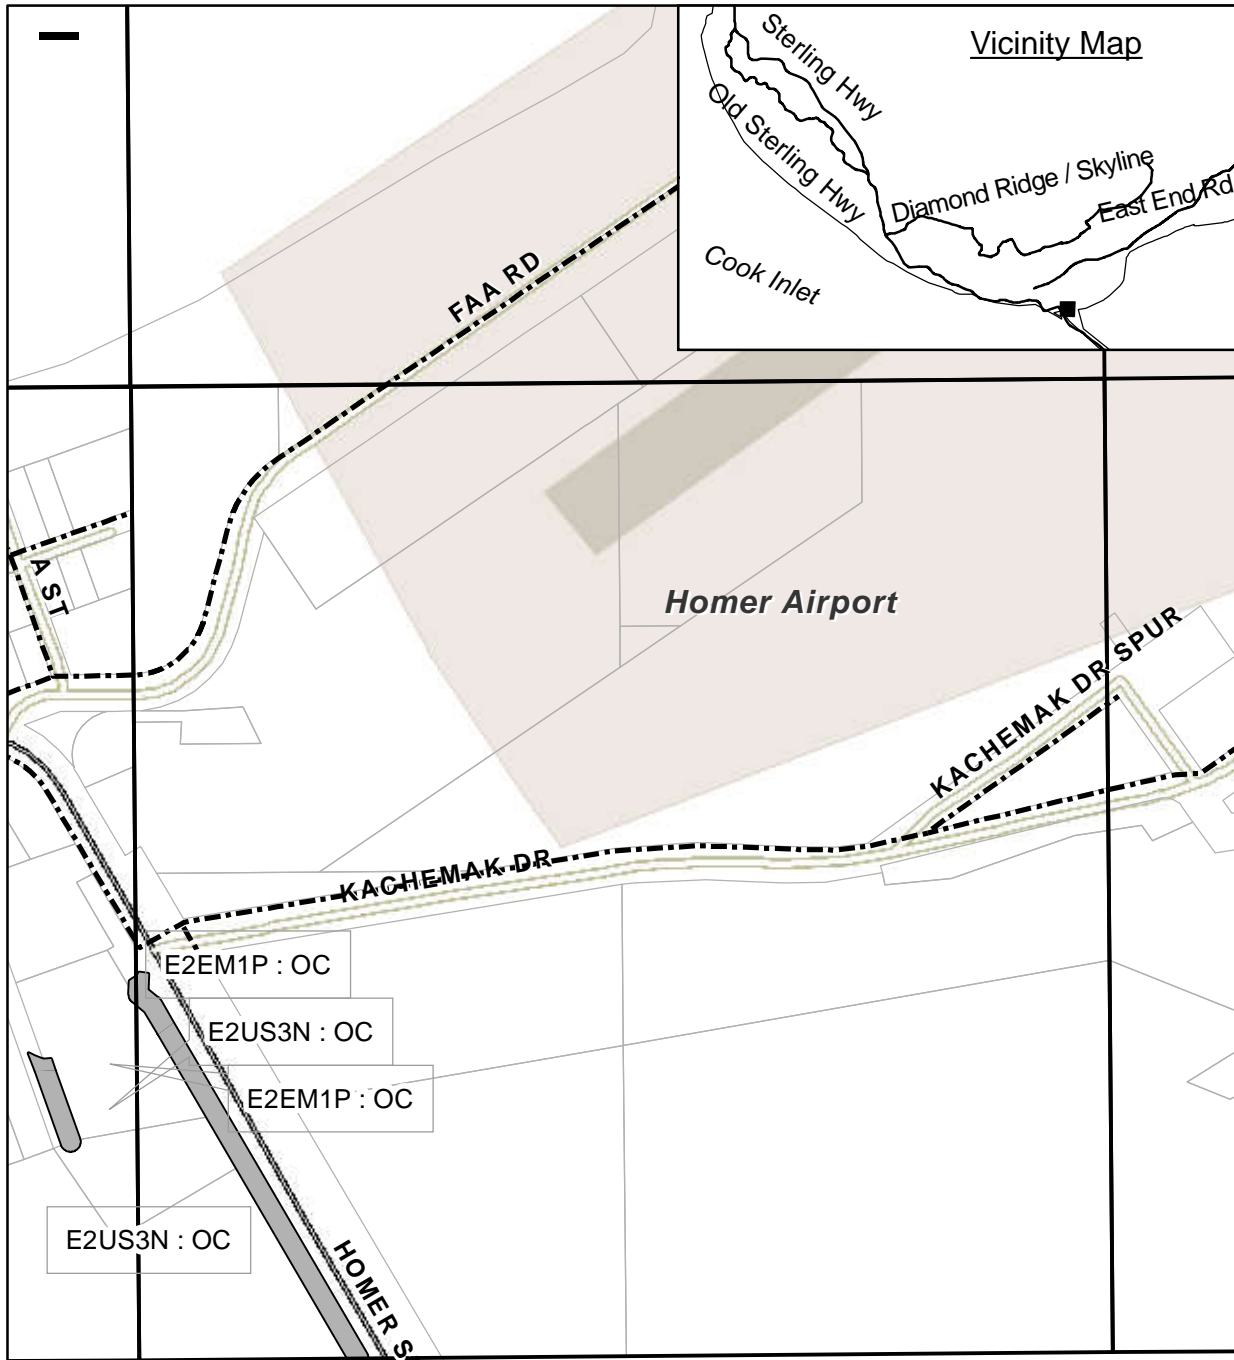 Vicinity Map
Sterling Hwy
Old Sterling Hwy
Diamond Ridge / Skyline
East End Rd
Cook Inlet
FAA RD
A ST
Homer Airport
KACHEMAK DR SPUR
KACHEMAK DR
E2EM1P : OC
E2US3N : OC
E2EM1P : OC
E2US3N : OC
HOMER S